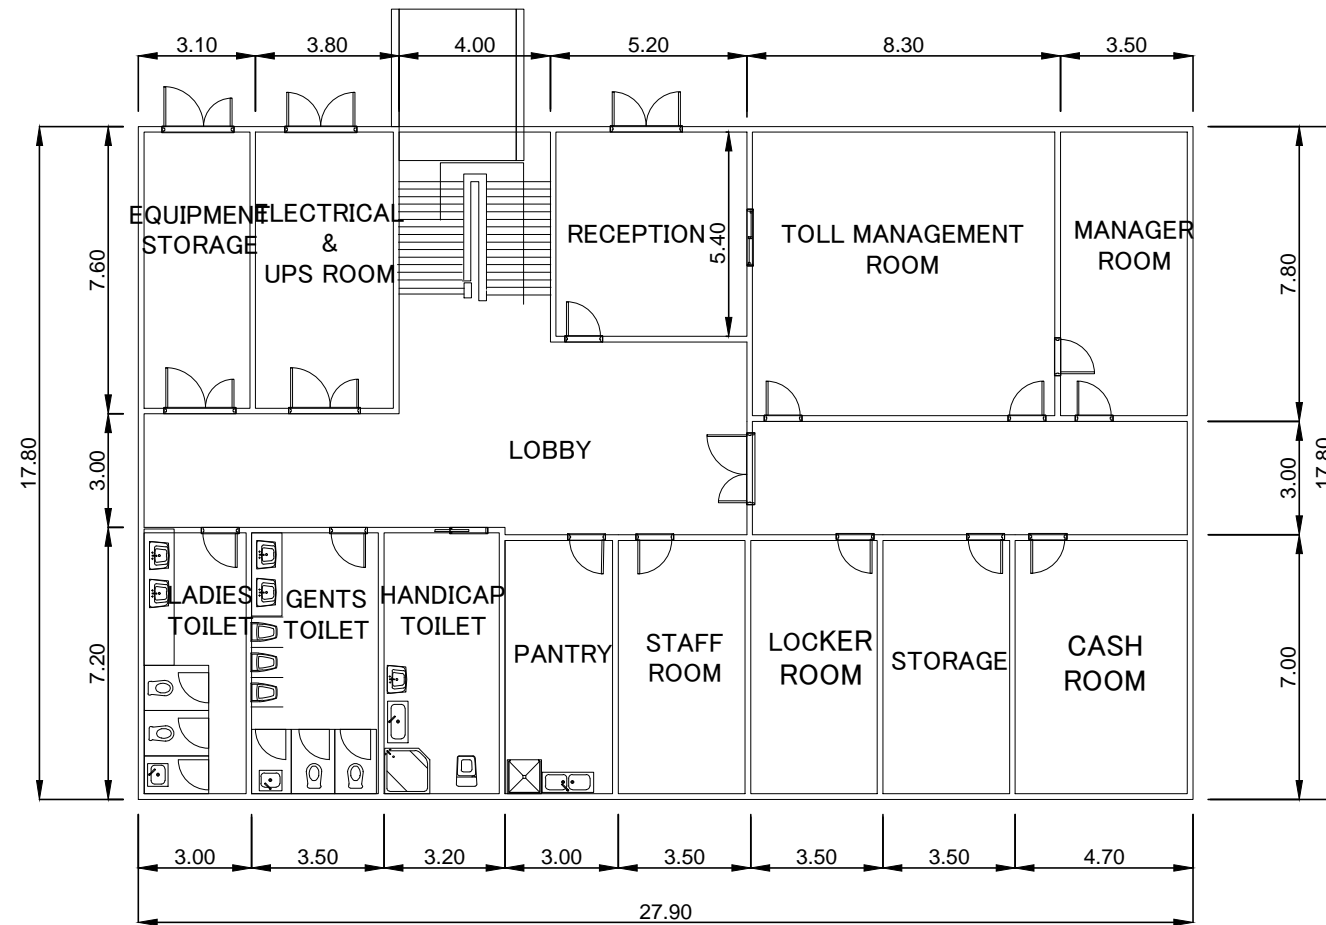 3.10
3.80
4.00
5.20
8.30
3.50
EQUIPMENT
STORAGE
ELECTRICAL
&
UPS ROOM
RECEPTION
5.40
TOLL MANAGEMENT
ROOM
MANAGER
ROOM
7.60
7.80
17.80
3.00
LOBBY
3.00
17.80
LADIES
TOILET
GENTS
TOILET
HANDICAP
TOILET
PANTRY
STAFF
ROOM
LOCKER
ROOM
STORAGE
CASH
ROOM
7.20
7.00
3.00
3.50
3.20
3.00
3.50
3.50
3.50
4.70
27.90